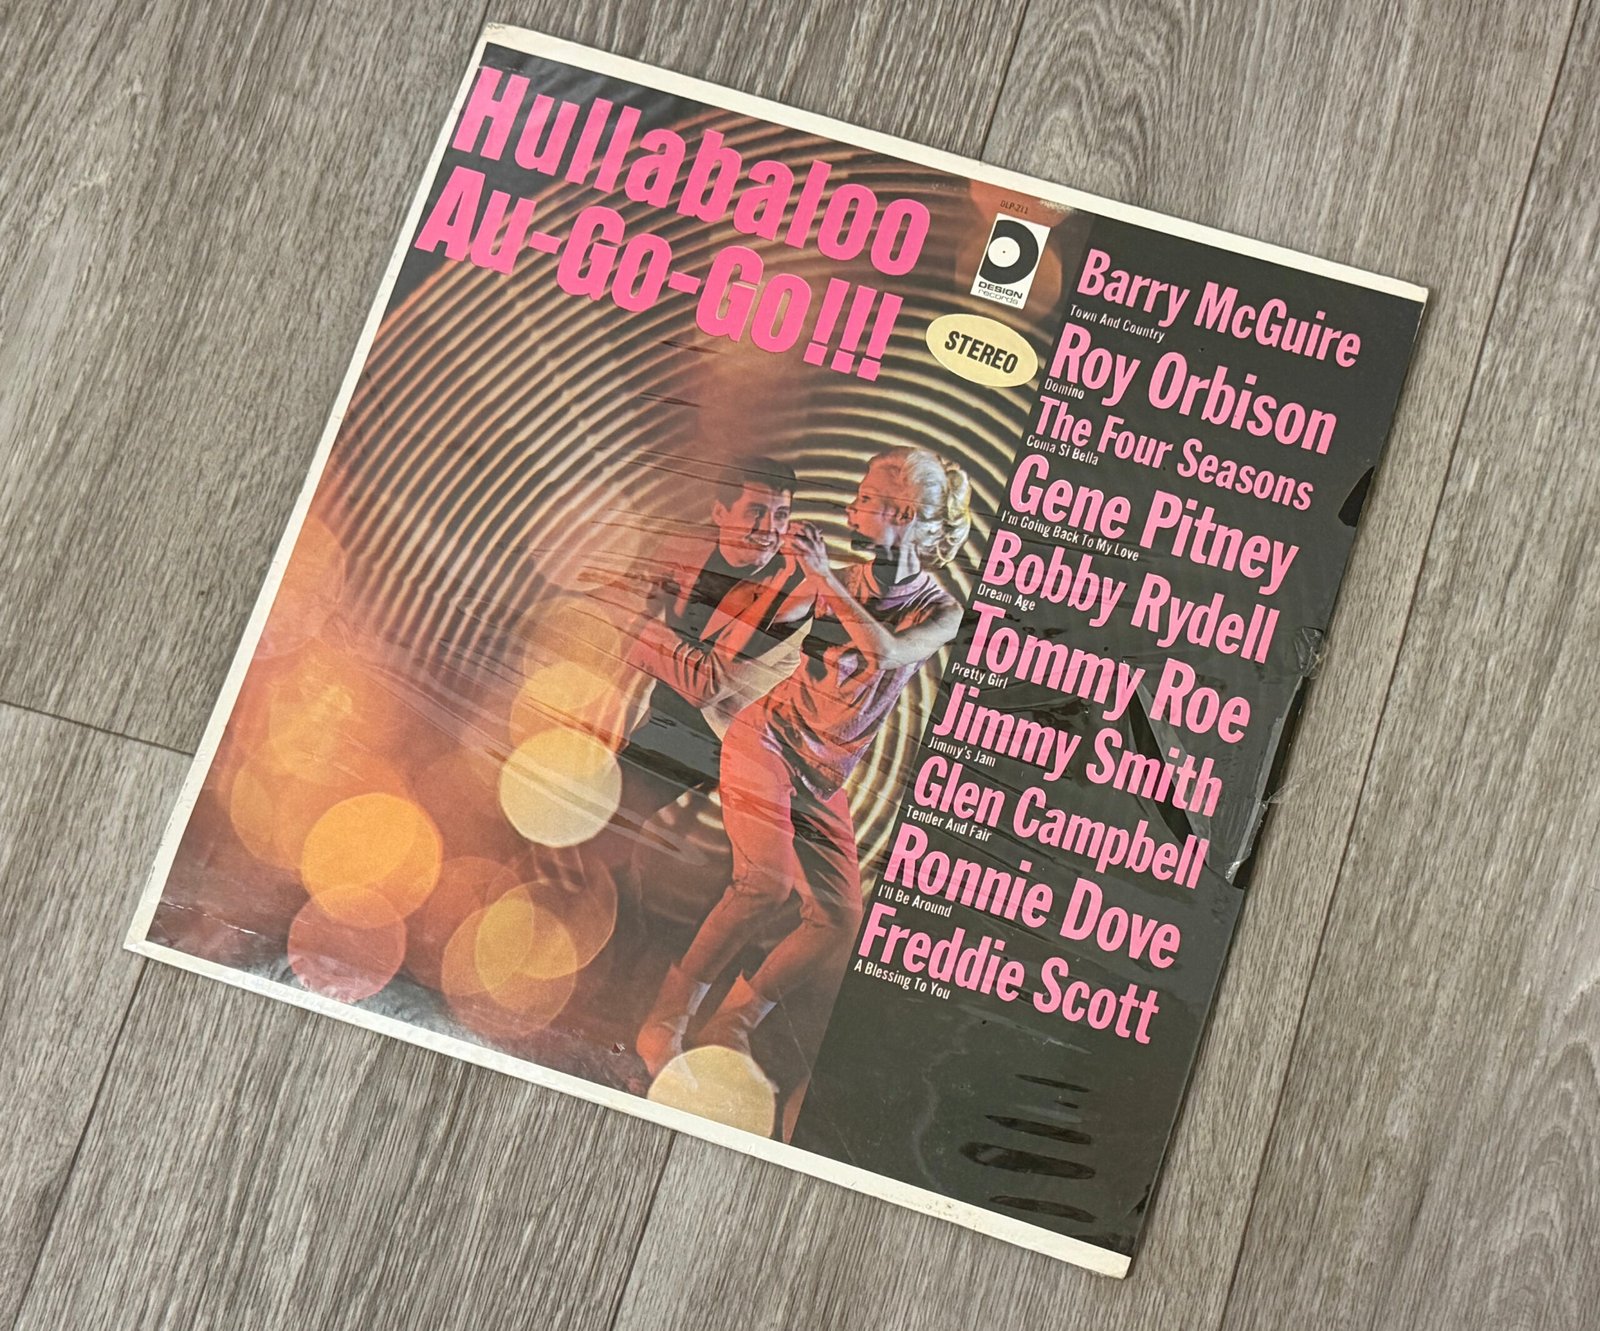 Hullabaloo
Au-Go-Go!!!
DLP-211
DESIGN
records
STEREO
Barry McGuire
Town And Country
Roy Orbison
Domino
The Four Seasons
Coma Si Bella
Gene Pitney
I'm Going Back To My Love
Bobby Rydell
Dream Age
Tommy Roe
Pretty Girl
Jimmy Smith
Jimmy's Jam
Glen Campbell
Tender And Fair
Ronnie Dove
I'll Be Around
Freddie Scott
A Blessing To You